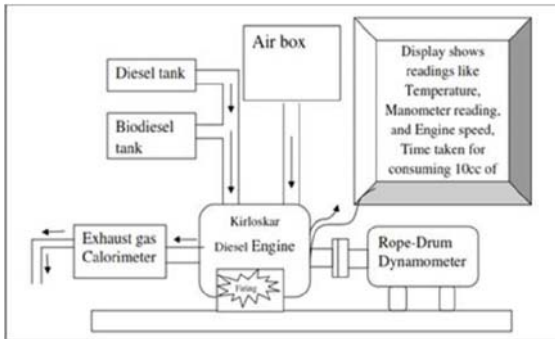 Diesel tank
Biodiesel
tank
Air box
Display shows
readings like
Temperature,
Manometer reading,
and Engine speed,
Time taken for
consuming 10cc of
Kirloskar
Diesel Engine
Exhaust gas
Calorimeter
Rope-Drum
Dynamometer
Firing